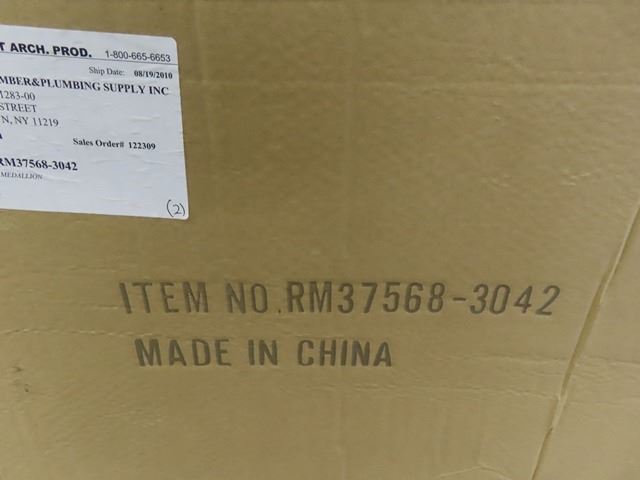 T ARCH. PROD. 1-800-665-6653
Ship Date: 08/19/2010
MBER&PLUMBING SUPPLY INC
1283-00
STREET
N, NY 11219
A
Sales Order# 122309
RM37568-3042
MEDALLION
(2)
ITEM NO. RM37568-3042
MADE IN CHINA